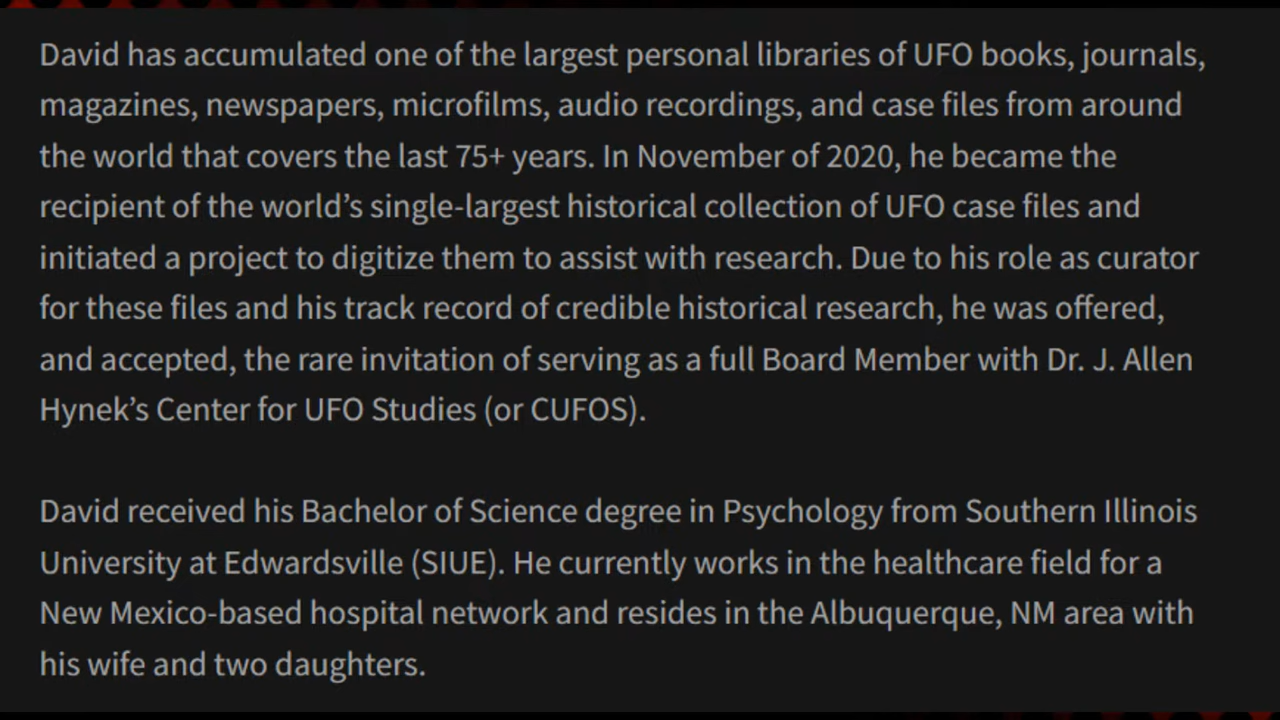 David has accumulated one of the largest personal libraries of UFO books, journals,
magazines, newspapers, microfilms, audio recordings, and case files from around
the world that covers the last 75+ years. In November of 2020, he became the
recipient of the world’s single-largest historical collection of UFO case files and
initiated a project to digitize them to assist with research. Due to his role as curator
for these files and his track record of credible historical research, he was offered,
and accepted, the rare invitation of serving as a full Board Member with Dr. J. Allen
Hynek’s Center for UFO Studies (or CUFOS).
David received his Bachelor of Science degree in Psychology from Southern Illinois
University at Edwardsville (SIUE). He currently works in the healthcare field for a
New Mexico-based hospital network and resides in the Albuquerque, NM area with
his wife and two daughters.